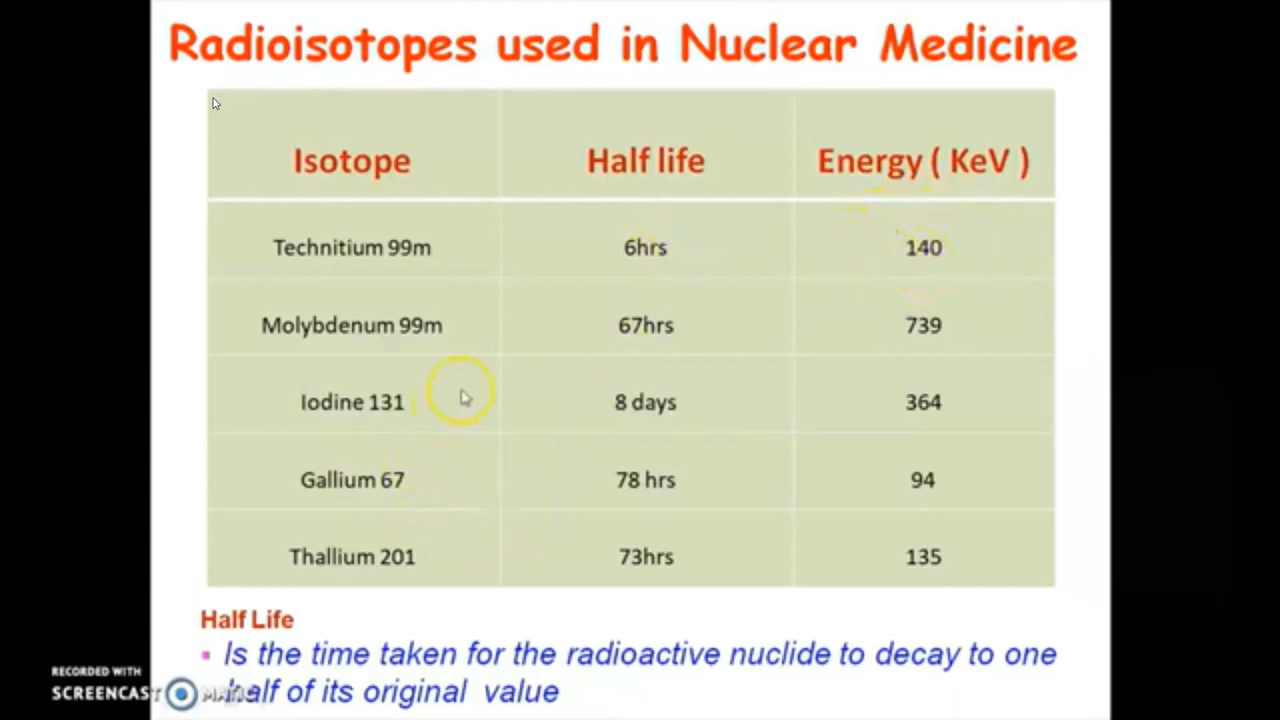 Radioisotopes used in Nuclear Medicine
Isotope Half life Energy ( KeV )
Technitium 99m 6hrs 140
Molybdenum 99m 67hrs 739
Iodine 131 8 days 364
Gallium 67 78 hrs 94
Thallium 201 73hrs 135
Half Life
Is the time taken for the radioactive nuclide to decay to one
half of its original value
RECORDED WITH
SCREENCAST MATIC